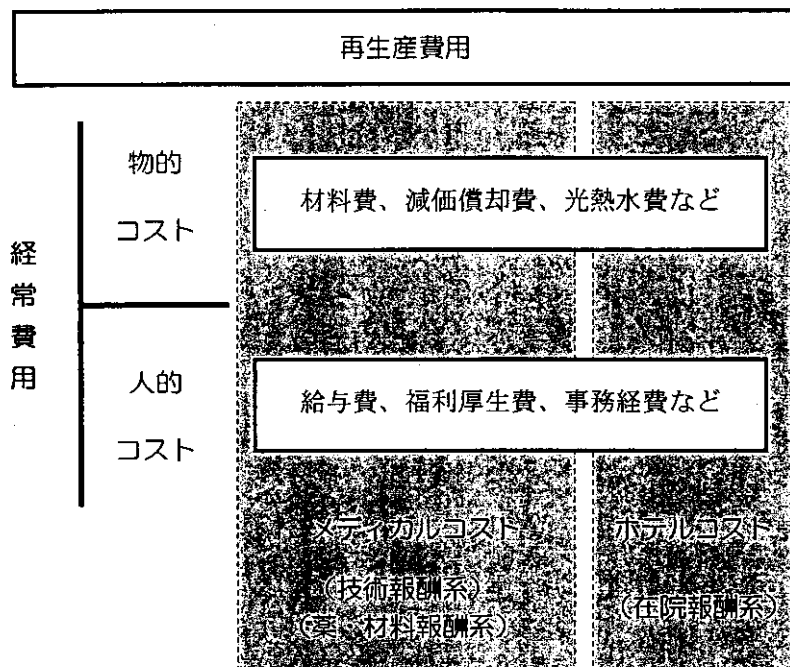 再生産費用
経常費用
物的
コスト
材料費、減価償却費、光熱水費など
人的
コスト
給与費、福利厚生費、事務経費など
メディカルコスト
(技術報酬系)
(薬、材料報酬系)
ホテルコスト
(在院報酬系)